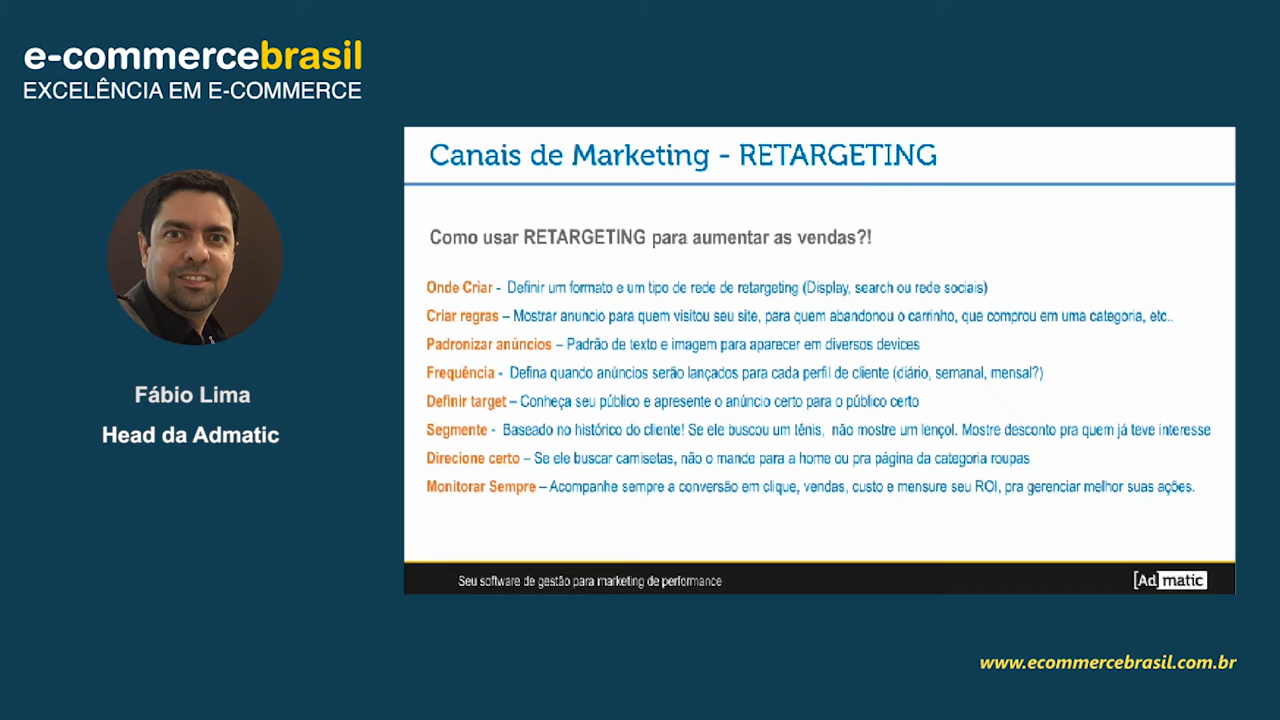 e-commercebrasil
EXCELÊNCIA EM E-COMMERCE
Fábio Lima
Head da Admatic
Canais de Marketing - RETARGETING
Como usar RETARGETING para aumentar as vendas?!
Onde Criar - Definir um formato e um tipo de rede de retargeting (Display, search ou rede sociais)
Criar regras – Mostrar anuncio para quem visitou seu site, para quem abandonou o carrinho, que comprou em uma categoria, etc..
Padronizar anúncios – Padrão de texto e imagem para aparecer em diversos devices
Frequência - Defina quando anúncios serão lançados para cada perfil de cliente (diário, semanal, mensal?)
Definir target – Conheça seu público e apresente o anúncio certo para o público certo
Segmente - Baseado no histórico do cliente! Se ele buscou um tênis, não mostre um lençol. Mostre desconto pra quem já teve interesse
Direcione certo – Se ele buscar camisetas, não o mande para a home ou pra página da categoria roupas
Monitorar Sempre – Acompanhe sempre a conversão em clique, vendas, custo e mensure seu ROI, pra gerenciar melhor suas ações.
Seu software de gestão para marketing de performance
[Ad]matic
www.ecommercebrasil.com.br